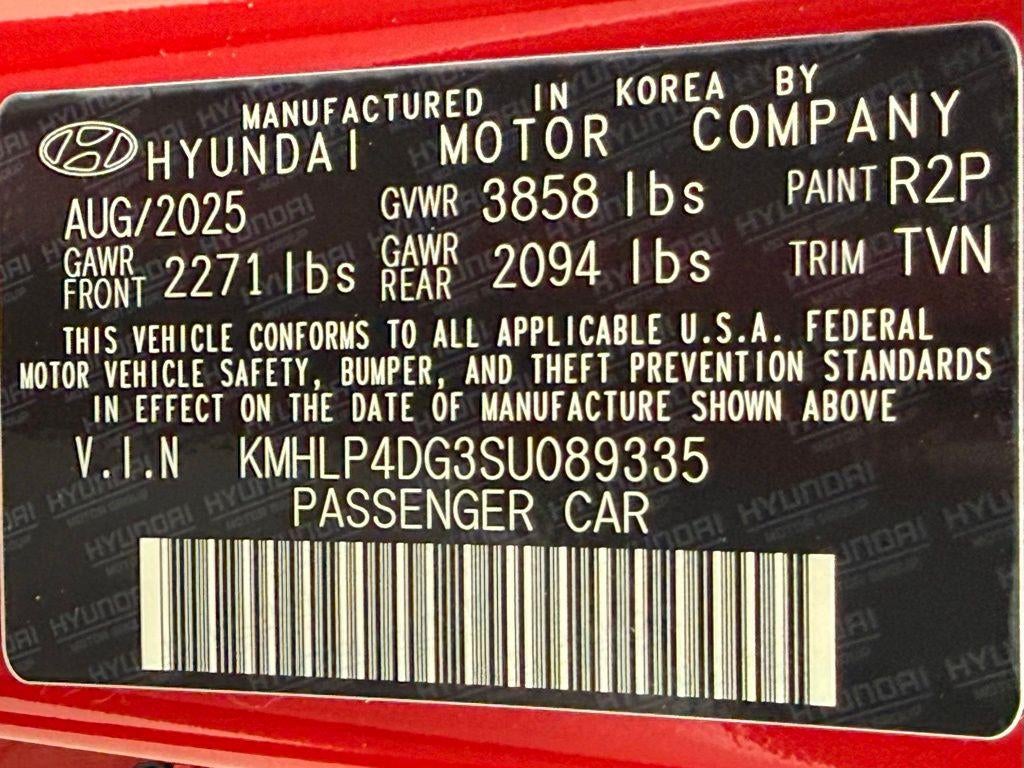 MANUFACTURED IN KOREA BY
HYUNDAI MOTOR COMPANY
AUG/2025 GVWR 3858 lbs PAINT R2P
GAWR FRONT 2271 lbs GAWR REAR 2094 lbs TRIM TVN
THIS VEHICLE CONFORMS TO ALL APPLICABLE U.S.A. FEDERAL
MOTOR VEHICLE SAFETY, BUMPER, AND THEFT PREVENTION STANDARDS
IN EFFECT ON THE DATE OF MANUFACTURE SHOWN ABOVE
V.I.N KMHLP4DG3SU089335
PASSENGER CAR